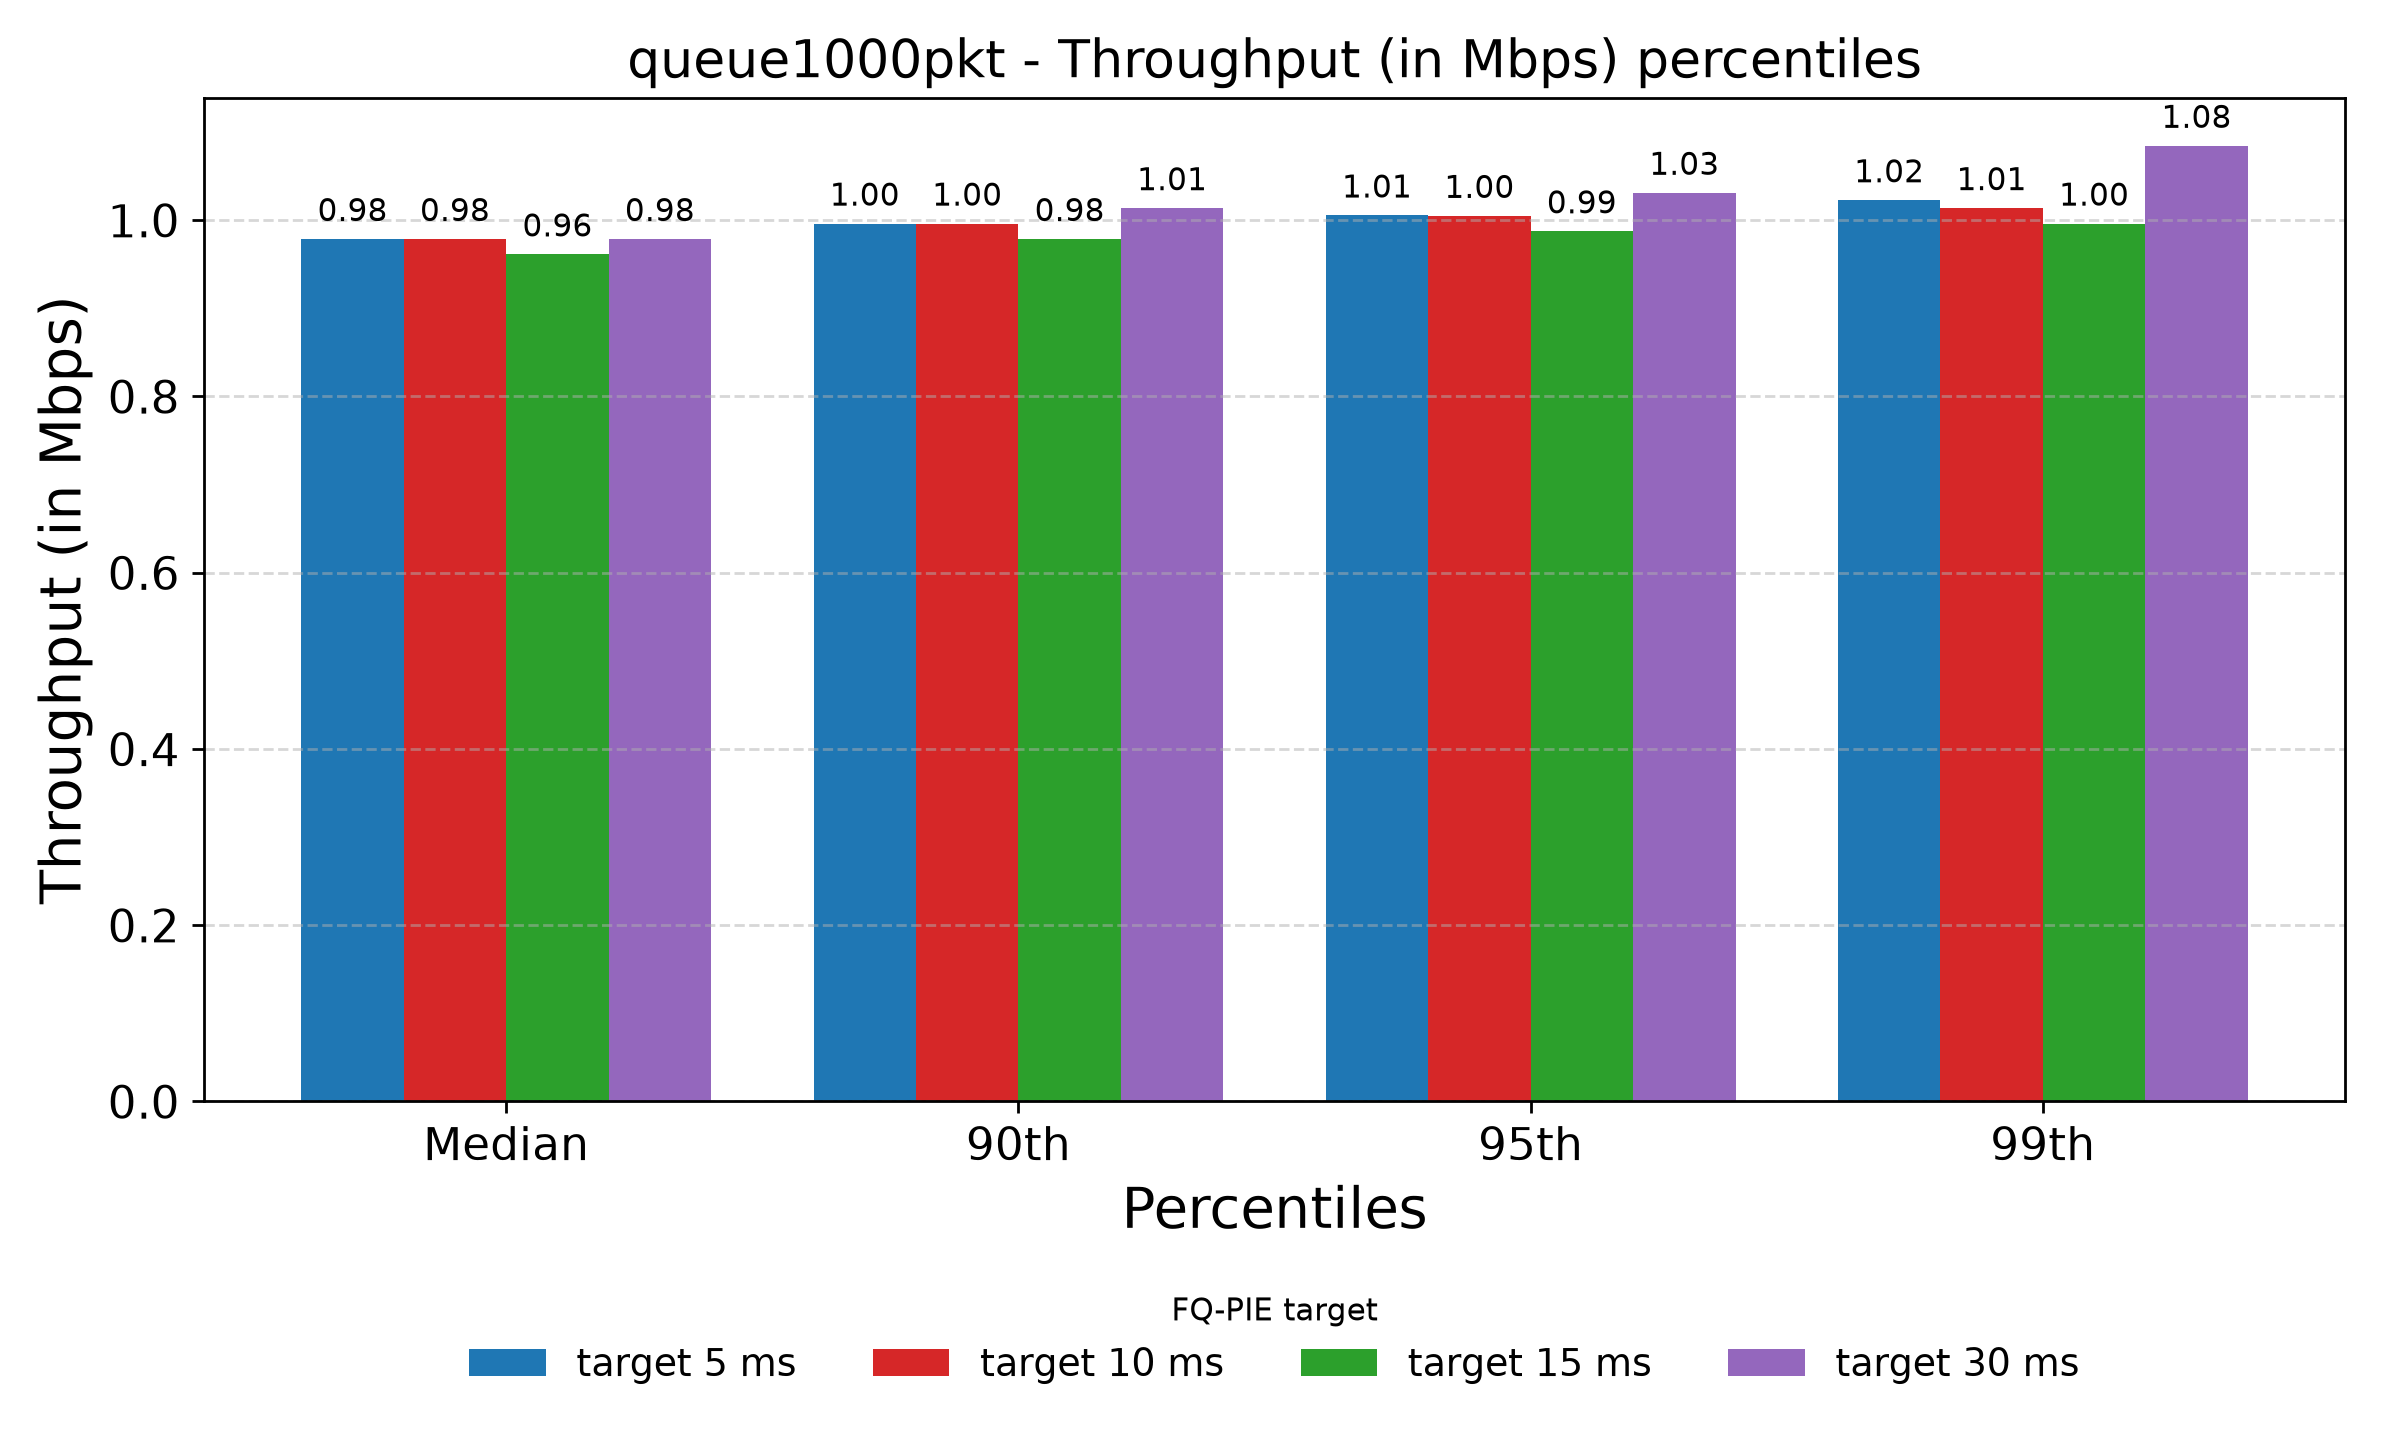 queue1000pkt - Throughput (in Mbps) percentiles
Throughput (in Mbps)
1.0
0.8
0.6
0.4
0.2
0.0
0.98 0.98 0.96 0.98
1.00 1.00 0.98 1.01
1.01 1.00 0.99 1.03
1.02 1.01 1.00 1.08
Median 90th 95th 99th
Percentiles
FQ-PIE target
target 5 ms target 10 ms target 15 ms target 30 ms